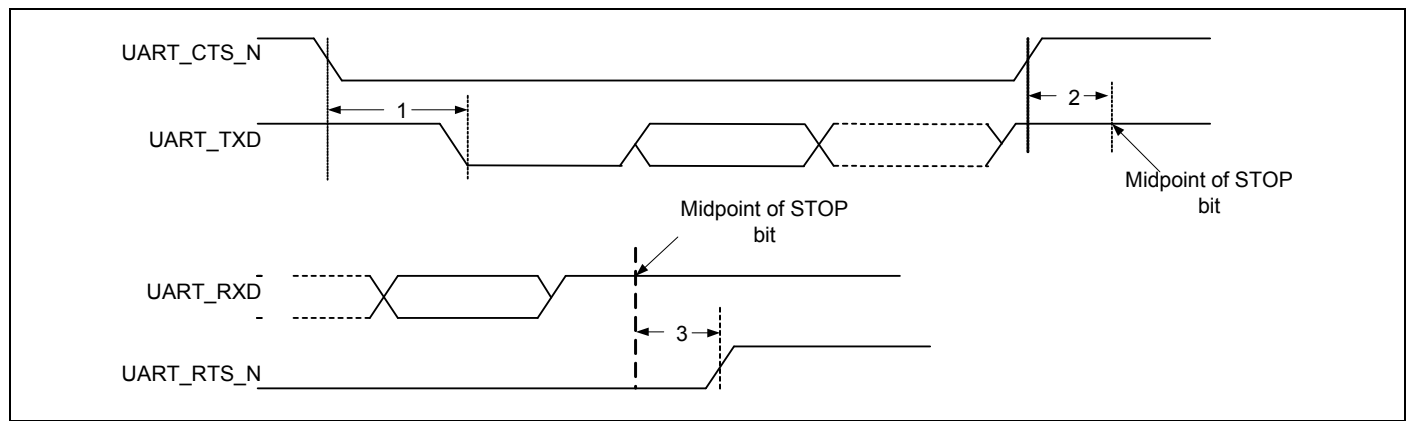 UART_CTS_N
1
2
UART_TXD
Midpoint of STOP
bit
Midpoint of STOP
bit
UART_RXD
3
UART_RTS_N